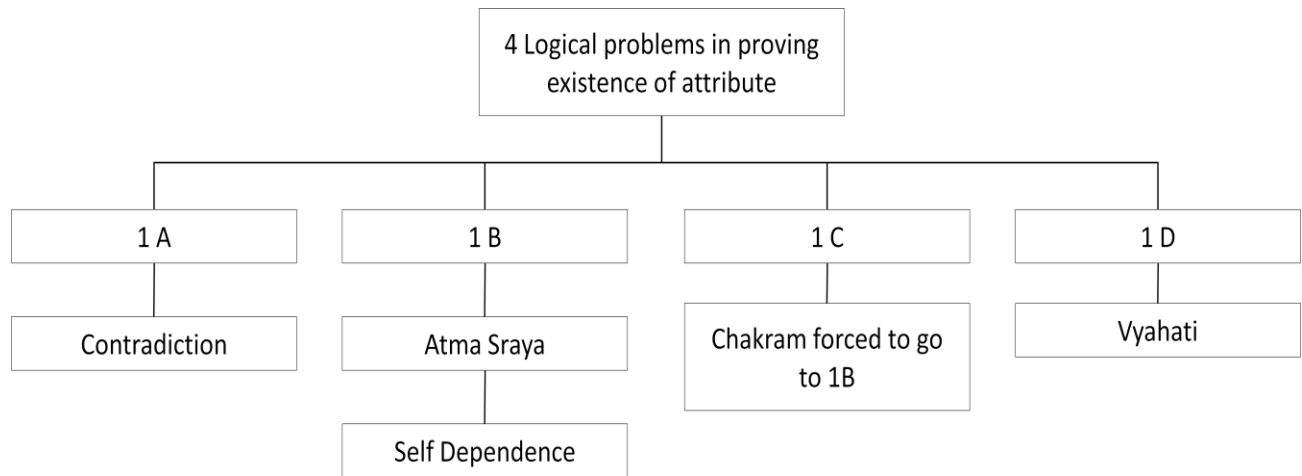 4 Logical problems in proving
existence of attribute
1 A
1 B
1 C
1 D
Contradiction
Atma Sraya
Chakram forced to go
to 1B
Vyahati
Self Dependence